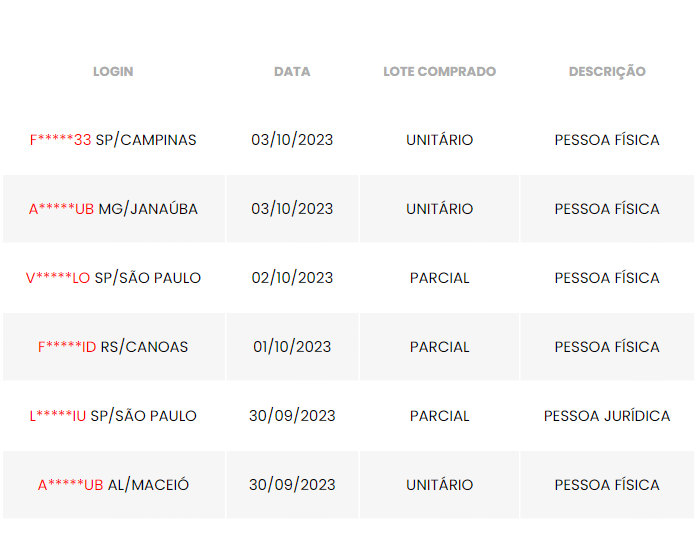 LOGIN DATA LOTE COMPRADO DESCRIÇÃO
F*****33 SP/CAMPINAS 03/10/2023 UNITÁRIO PESSOA FÍSICA
A*****UB MG/JANAÚBA 03/10/2023 UNITÁRIO PESSOA FÍSICA
V*****LO SP/SÃO PAULO 02/10/2023 PARCIAL PESSOA FÍSICA
F*****ID RS/CANOAS 01/10/2023 PARCIAL PESSOA FÍSICA
L*****IU SP/SÃO PAULO 30/09/2023 PARCIAL PESSOA JURÍDICA
A*****UB AL/MACEIÓ 30/09/2023 UNITÁRIO PESSOA FÍSICA